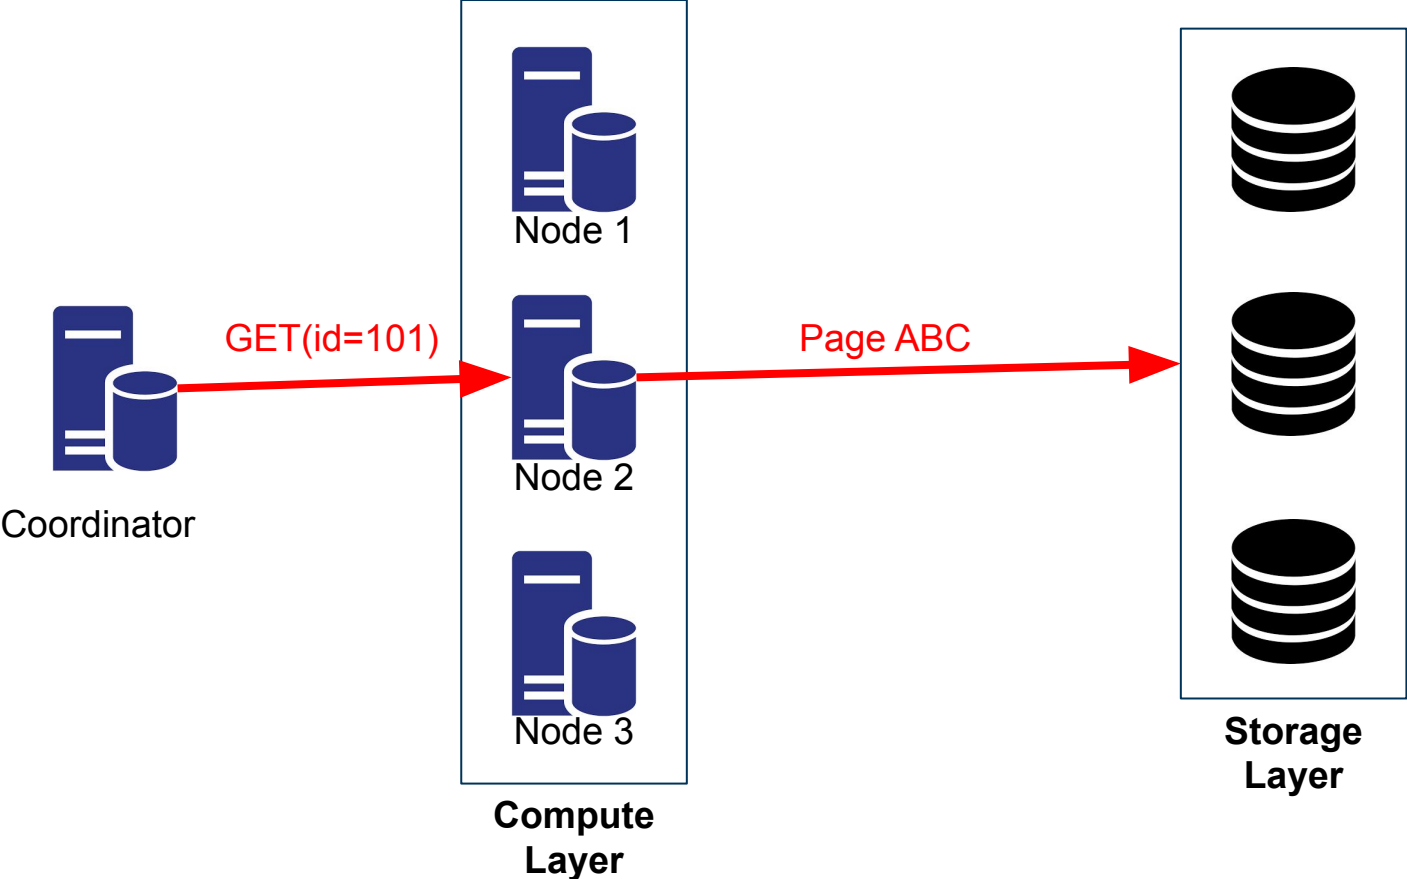 Node 1
GET(id=101)
Page ABC
Node 2
Coordinator
Node 3
Storage
Layer
Compute
Layer